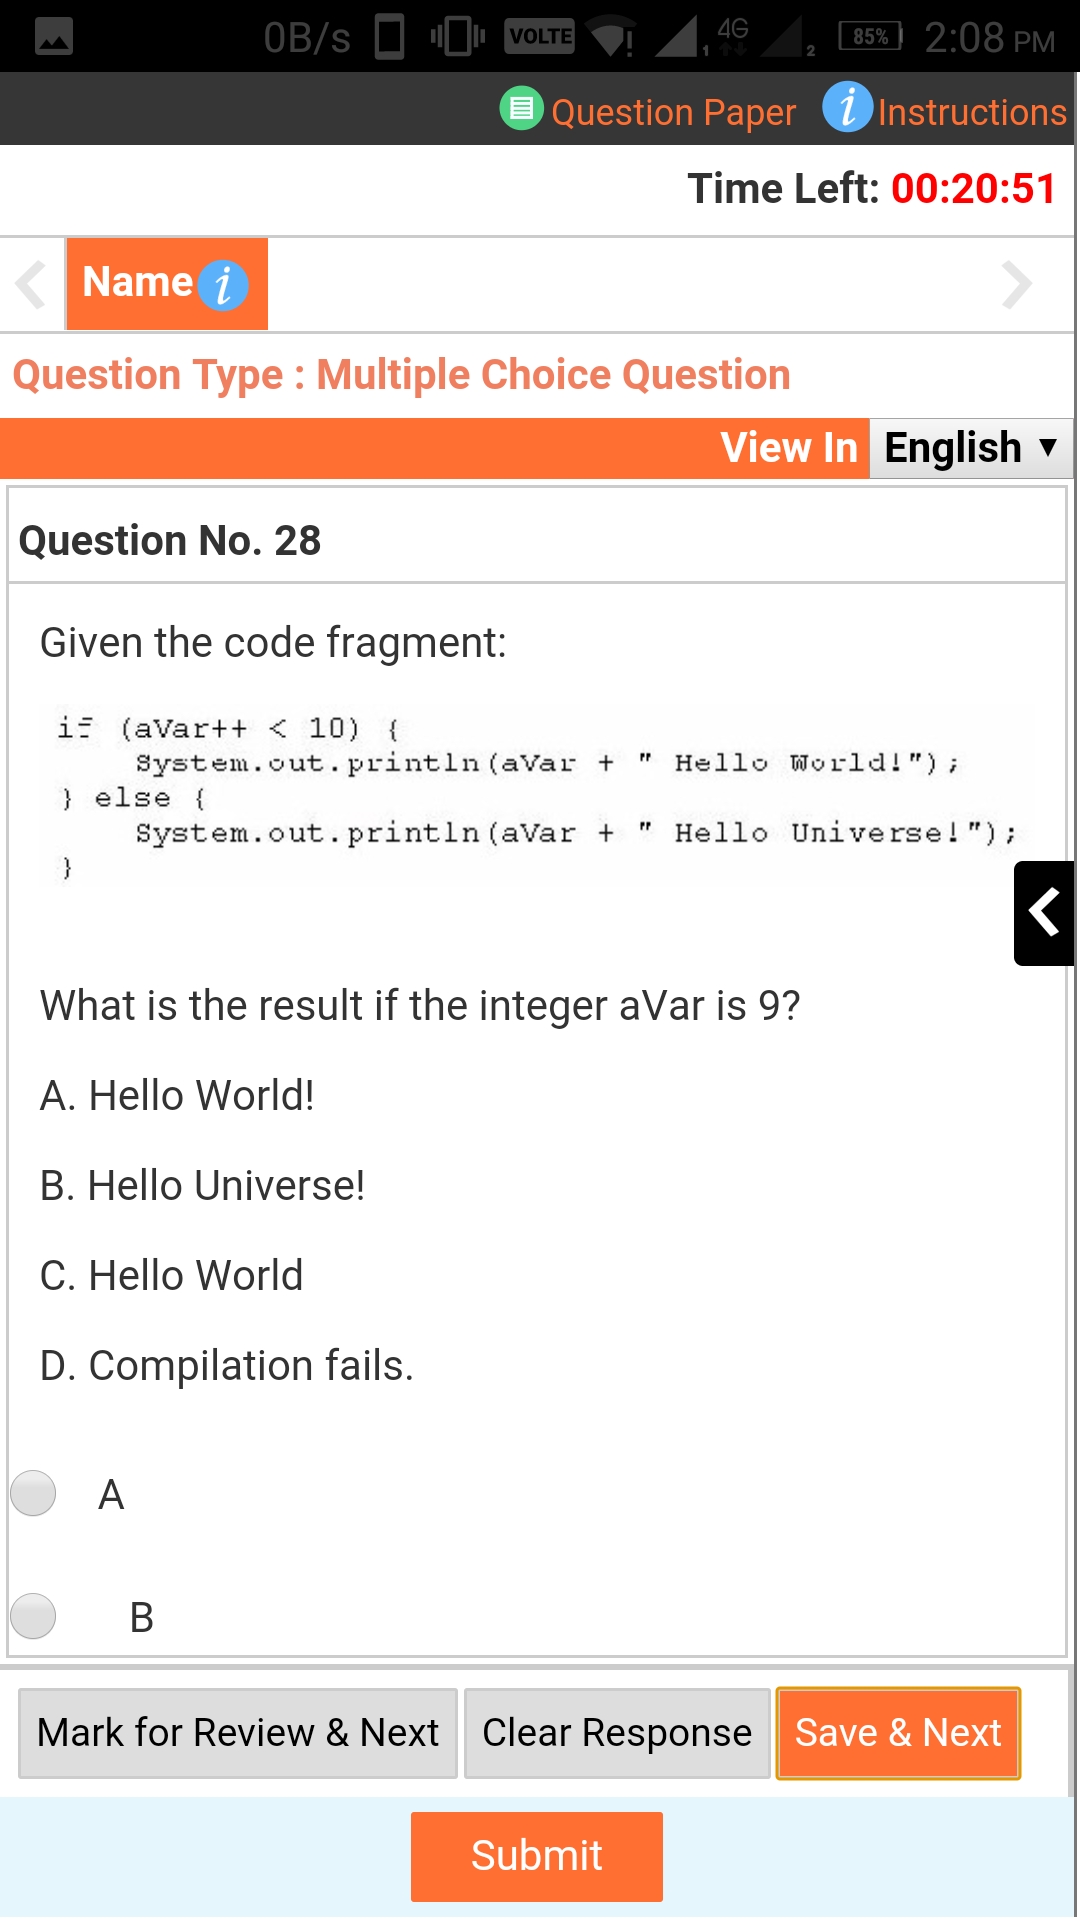 0B/s VOLTE 1 4G 2 85% 2:08 PM
Question Paper i Instructions
Time Left: 00:20:51
Name i
Question Type : Multiple Choice Question
View In English
Question No. 28
Given the code fragment:
if (aVar++ < 10) {
System.out.println(aVar + " Hello World!");
} else {
System.out.println(aVar + " Hello Universe!");
}
What is the result if the integer aVar is 9?
A. Hello World!
B. Hello Universe!
C. Hello World
D. Compilation fails.
A
B
Mark for Review & Next Clear Response Save & Next
Submit